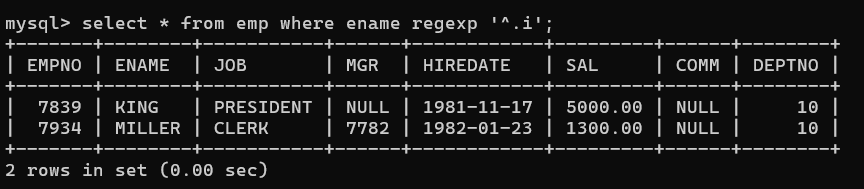 mysql> select * from emp where ename regexp '^.i';
+-------+--------+-----------+------+------------+---------+------+--------+
| EMPNO | ENAME  | JOB       | MGR  | HIREDATE   | SAL     | COMM | DEPTNO |
+-------+--------+-----------+------+------------+---------+------+--------+
|  7839 | KING   | PRESIDENT | NULL | 1981-11-17 | 5000.00 | NULL |     10 |
|  7934 | MILLER | CLERK     | 7782 | 1982-01-23 | 1300.00 | NULL |     10 |
+-------+--------+-----------+------+------------+---------+------+--------+
2 rows in set (0.00 sec)